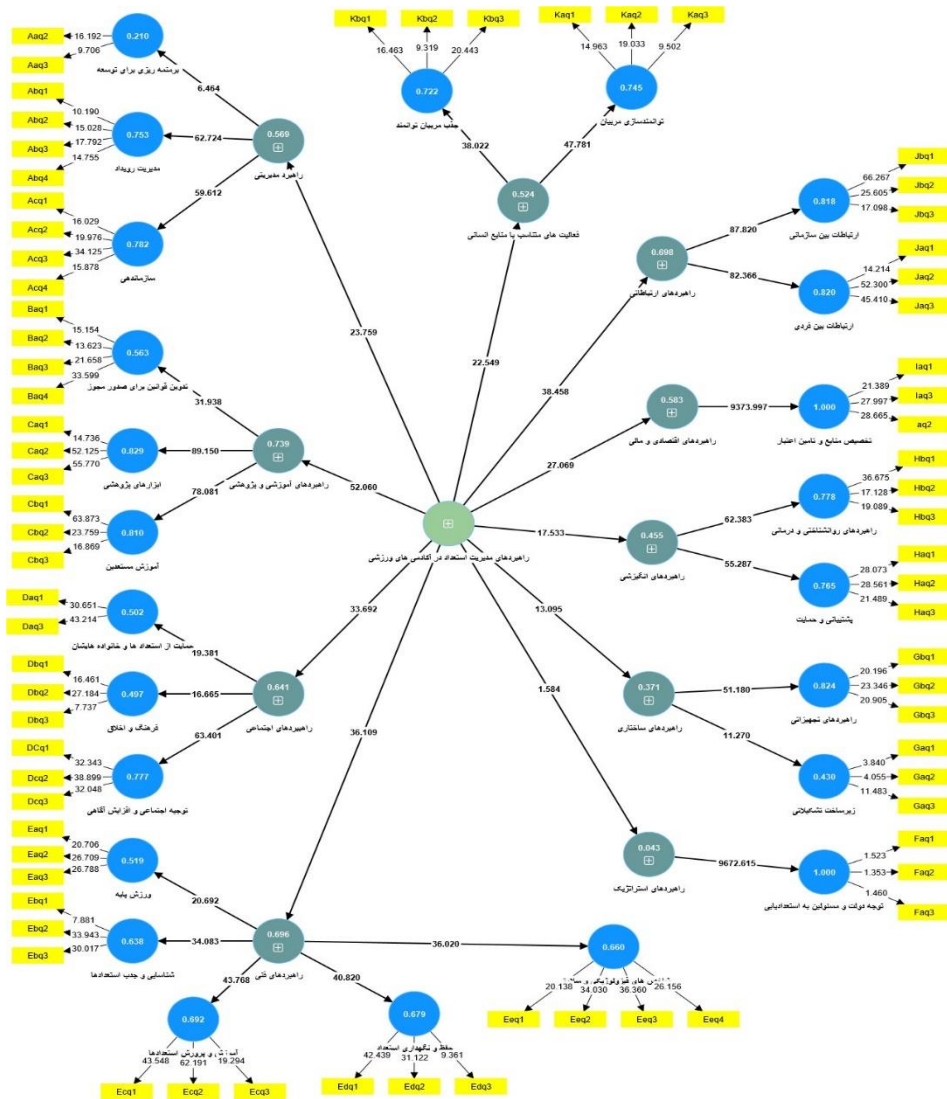 Kbq1
Kbq2
Kbq3
Kaq1
Kaq2
Kaq3
16.463
9.319
20.443
14.963
19.033
9.502
0.722
0.745
جذب مربیان توانمند
توانمندسازی مربیان
38.022
47.781
0.524
فعالیت های متناسب با منابع انسانی
22.549
Aaq2
Aaq3
16.192
9.706
0.210
6.464
Abq1
Abq2
Abq3
Abq4
10.190
15.028
17.792
14.755
0.753
مدیریت رویداد
62.724
0.569
راهبرد مدیریتی
59.612
Acq1
Acq2
Acq3
Acq4
16.029
19.976
34.125
15.878
0.782
سازماندهی
23.759
Baq1
Baq2
Baq3
Baq4
15.154
13.623
21.658
33.599
0.563
تدوین قوانین برای صدور مجوز
31.938
Caq1
Caq2
Caq3
14.736
52.125
55.770
0.829
ابزارهای پژوهشی
89.150
0.739
راهبردهای آموزشی و پژوهشی
78.081
52.060
Cbq1
Cbq2
Cbq3
63.873
23.759
16.869
0.810
آموزش مستعدین
راهبردهای مدیریت استعداد در آکادمی های ورزشی
Daq1
Daq3
30.651
43.214
0.502
حمایت از استعداد ها و خانواده هایشان
19.381
33.692
Dbq1
Dbq2
Dbq3
16.461
27.184
7.737
0.497
فرهنگ و اخلاق
16.665
0.641
راهبردهای اجتماعی
63.401
DCq1
Dcq2
Dcq3
32.343
38.899
32.048
0.777
توجیه اجتماعی و افزایش آگاهی
36.109
Eaq1
Eaq2
Eaq3
20.706
26.709
26.788
0.519
ورزش پایه
20.692
Ebq1
Ebq2
Ebq3
7.881
33.943
30.017
0.638
شناسایی و جذب استعدادها
34.083
0.696
راهبردهای فنی
43.768
40.820
36.020
0.692
آموزش و پرورش استعدادها
43.548
62.191
19.294
Ecq1
Ecq2
Ecq3
0.679
حفظ و نگهداری استعداد
42.439
31.122
9.361
Edq1
Edq2
Edq3
0.660
20.138
34.030
36.360
26.156
Eeq1
Eeq2
Eeq3
Eeq4
Jbq1
Jbq2
Jbq3
66.267
25.605
17.098
0.818
ارتباطات بین سازمانی
87.820
0.698
راهبردهای ارتباطاتی
82.366
38.458
Jaq1
Jaq2
Jaq3
14.214
52.300
45.410
0.820
ارتباطات بین فردی
Iaq1
Iaq3
aq2
21.389
27.997
28.665
1.000
تخصیص منابع و تامین اعتبار
9373.997
0.583
راهبردهای اقتصادی و مالی
27.069
Hbq1
Hbq2
Hbq3
36.675
17.128
19.089
0.778
راهبردهای روانشناختی و درمانی
62.383
0.455
راهبردهای انگیزشی
17.533
55.287
Haq1
Haq2
Haq3
28.073
28.561
21.489
0.765
پشتیبانی و حمایت
13.095
Gbq1
Gbq2
Gbq3
20.196
23.346
20.905
0.824
راهبردهای تجهیزاتی
51.180
0.371
راهبردهای ساختاری
11.270
Gaq1
Gaq2
Gaq3
3.840
4.055
11.483
0.430
زیرساخت تشکیلاتی
1.584
0.043
راهبردهای استراتژیک
9672.615
1.000
توجه دولت و مسئولین به استعدادیابی
Faq1
Faq2
Faq3
1.523
1.353
1.460